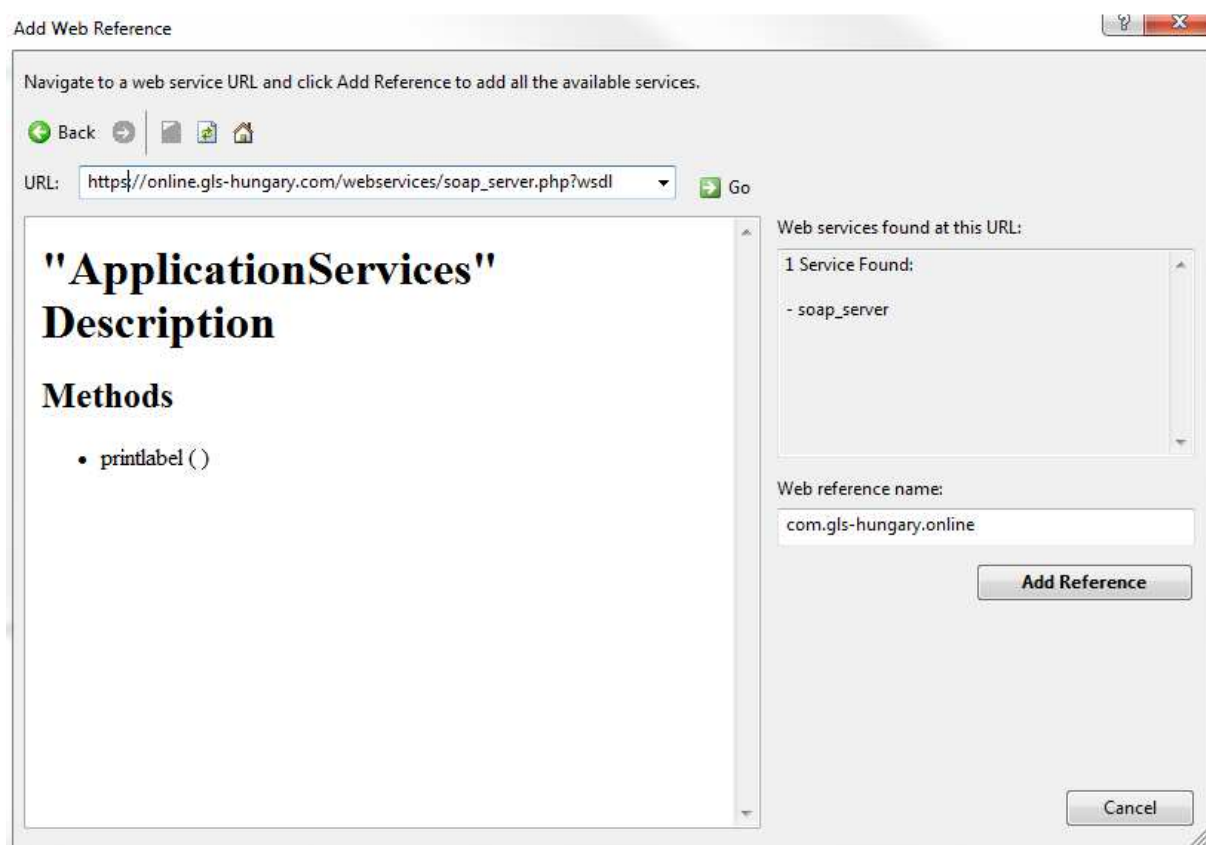 Add Web Reference
Navigate to a web service URL and click Add Reference to add all the available services.
Back
URL: https://online.gls-hungary.com/webservices/soap_server.php?wsdl Go
"ApplicationServices"
Description
Methods
• printlabel ( )
Web services found at this URL:
1 Service Found:
- soap_server
Web reference name:
com.gls-hungary.online
Add Reference
Cancel